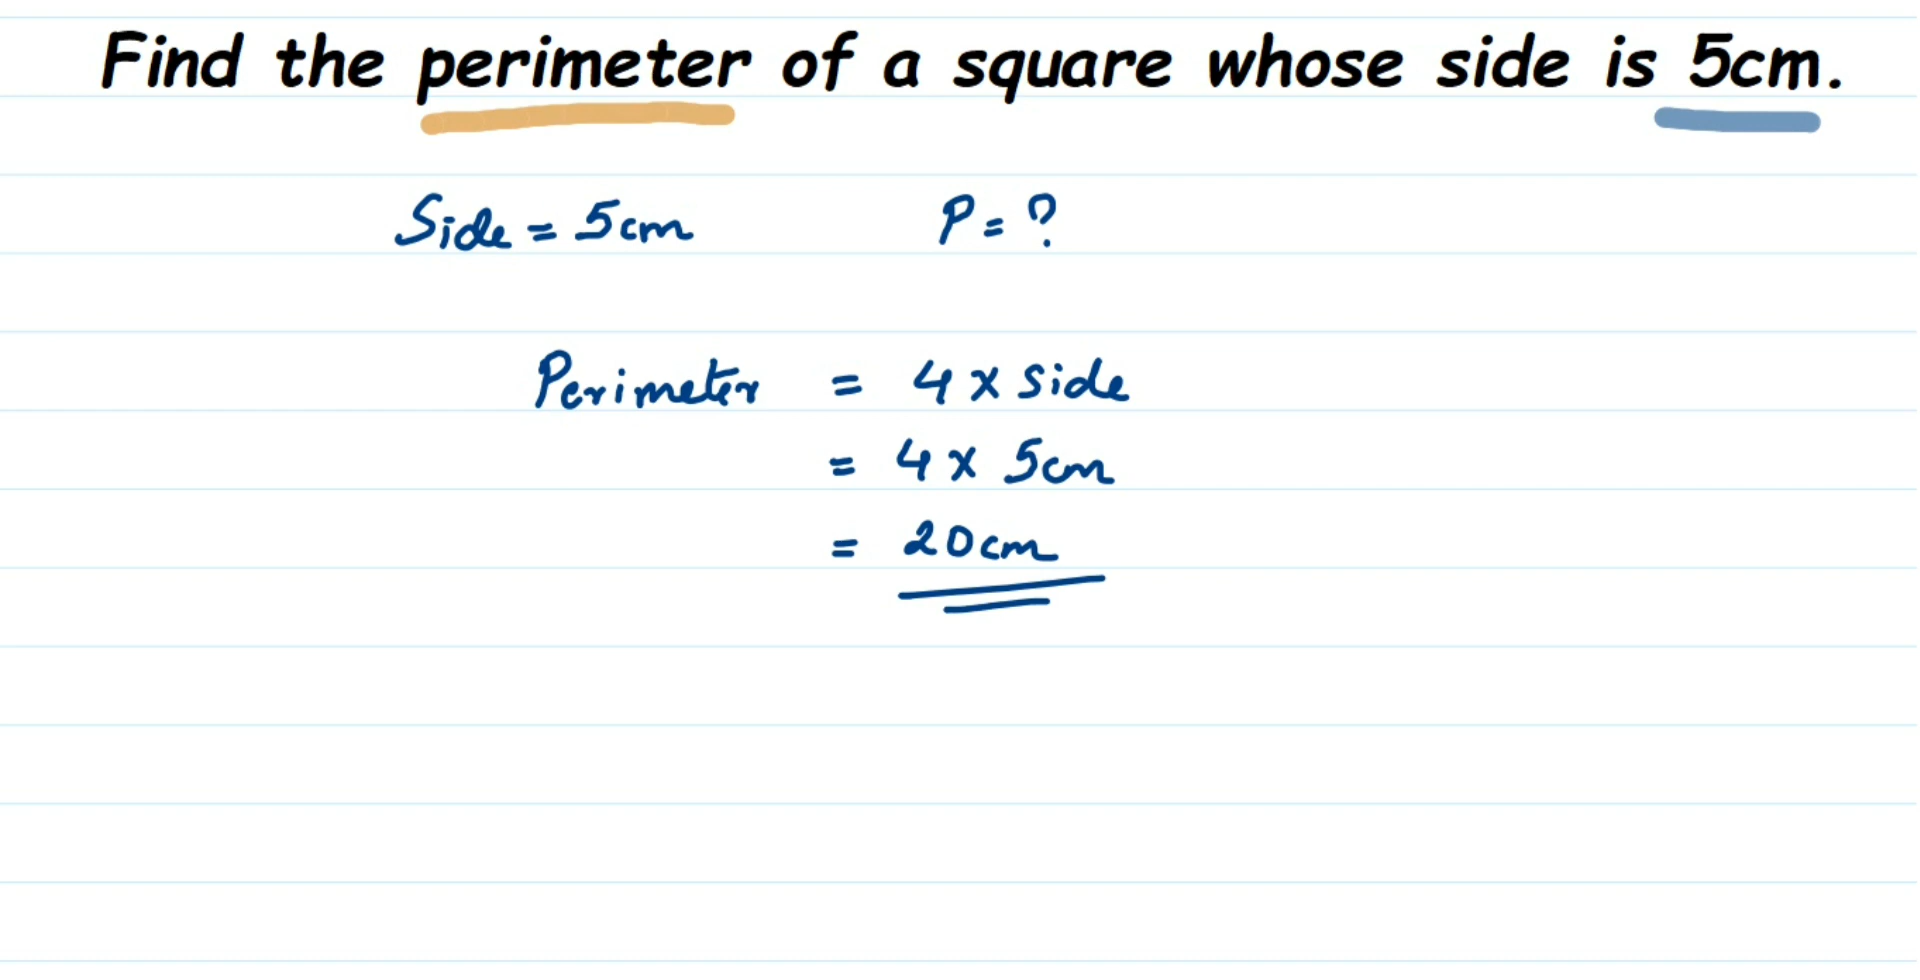 Find the perimeter of a square whose side is 5cm.
Side = 5cm P = ?
Perimeter = 4 x side
= 4 x 5cm
= 20cm